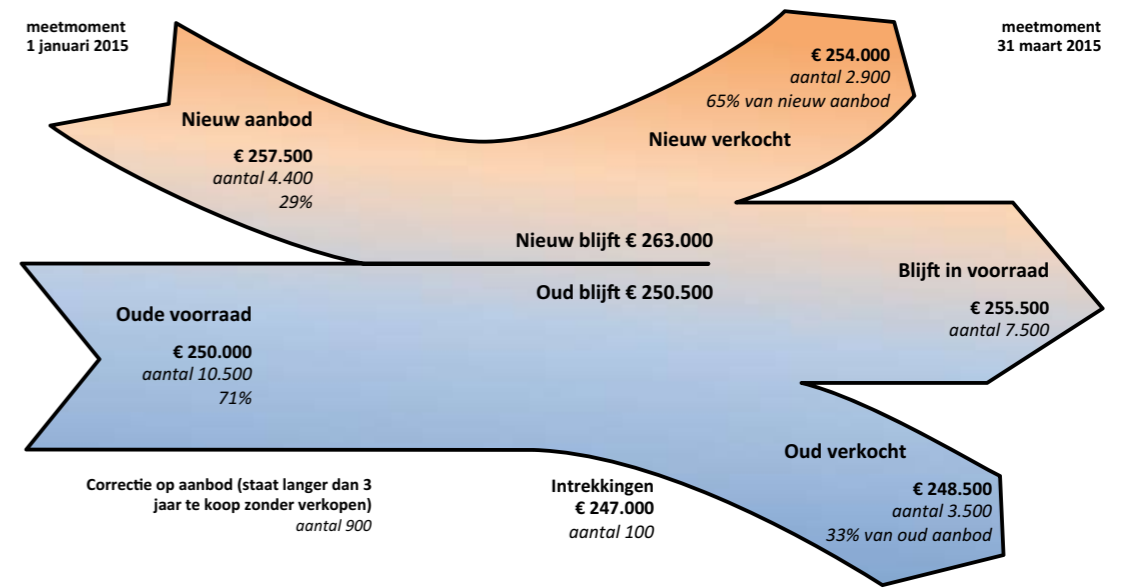 meetmoment
1 januari 2015
meetmoment
31 maart 2015
€ 254.000
aantal 2.900
65% van nieuw aanbod
Nieuw verkocht
Nieuw aanbod
€ 257.500
aantal 4.400
29%
Nieuw blijft € 263.000
Oud blijft € 250.500
Blijft in voorraad
€ 255.500
aantal 7.500
Oude voorraad
€ 250.000
aantal 10.500
71%
Oud verkocht
€ 248.500
aantal 3.500
33% van oud aanbod
Correctie op aanbod (staat langer dan 3
jaar te koop zonder verkopen)
aantal 900
Intrekkingen
€ 247.000
aantal 100